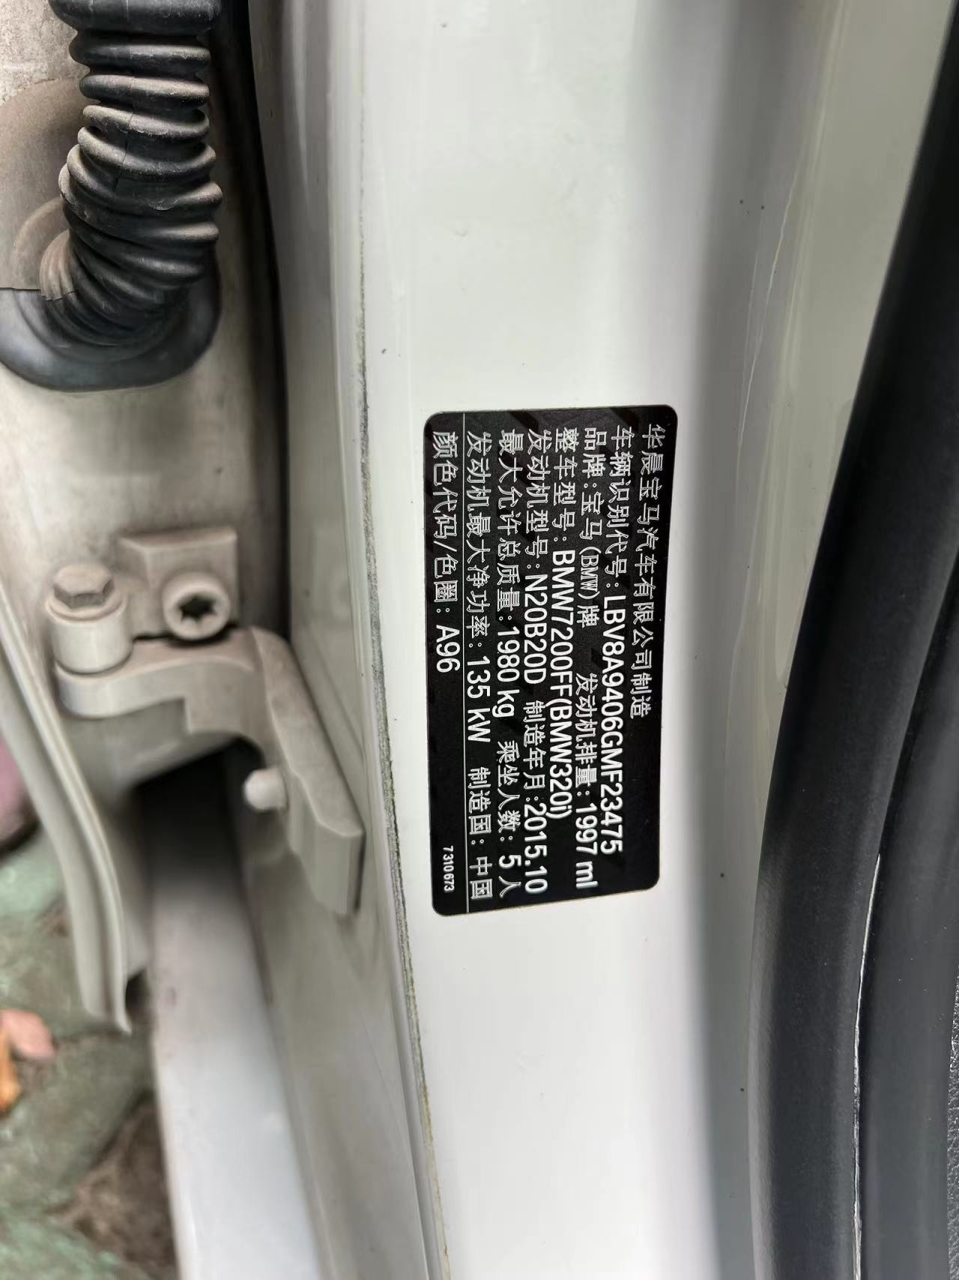 华晨宝马汽车有限公司制造
车辆识别代号: LBV8A9406GMF23475
品牌:宝马(BMW)牌 发动机排量: 1997 ml
整车型号: BMW7200FF(BMW320i)
发动机型号: N20B20D 制造年月: 2015.10
最大允许总质量: 1980 kg 乘坐人数: 5 人
发动机最大净功率: 135 kW 制造国: 中国
颜色代码/色圈: A96 7 310 673